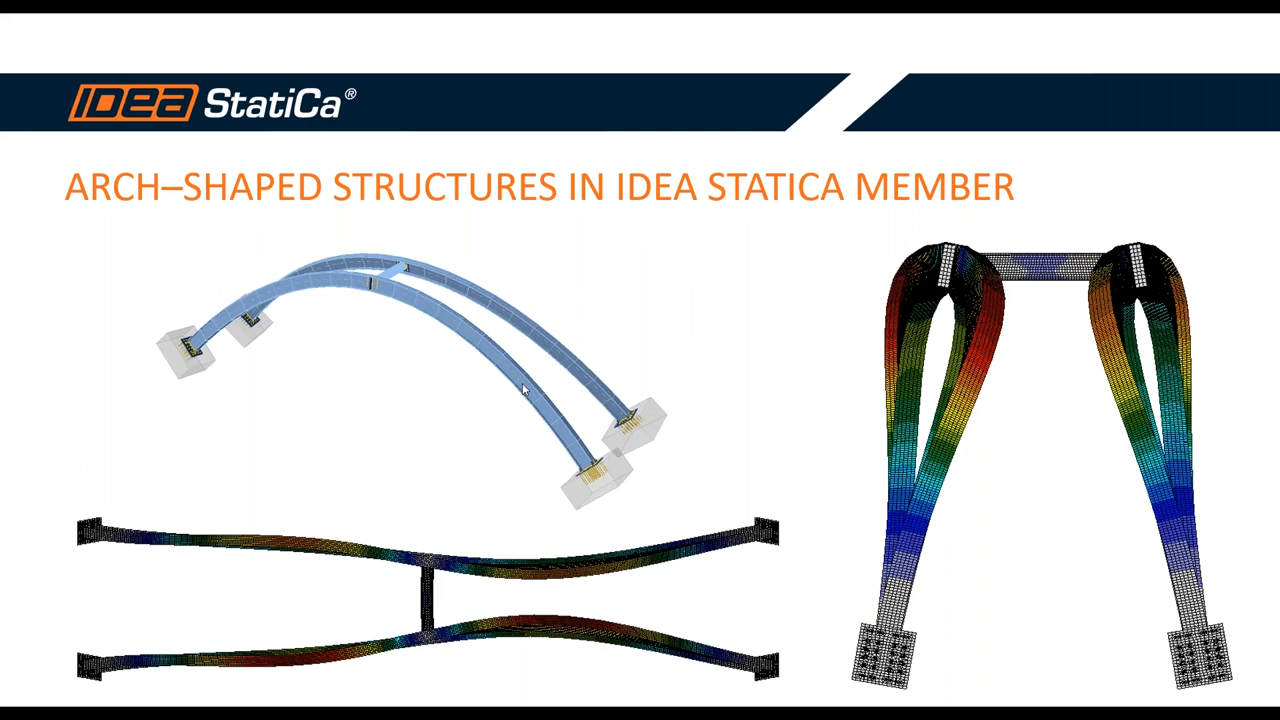 IDEA StatiCa®
ARCH–SHAPED STRUCTURES IN IDEA STATICA MEMBER